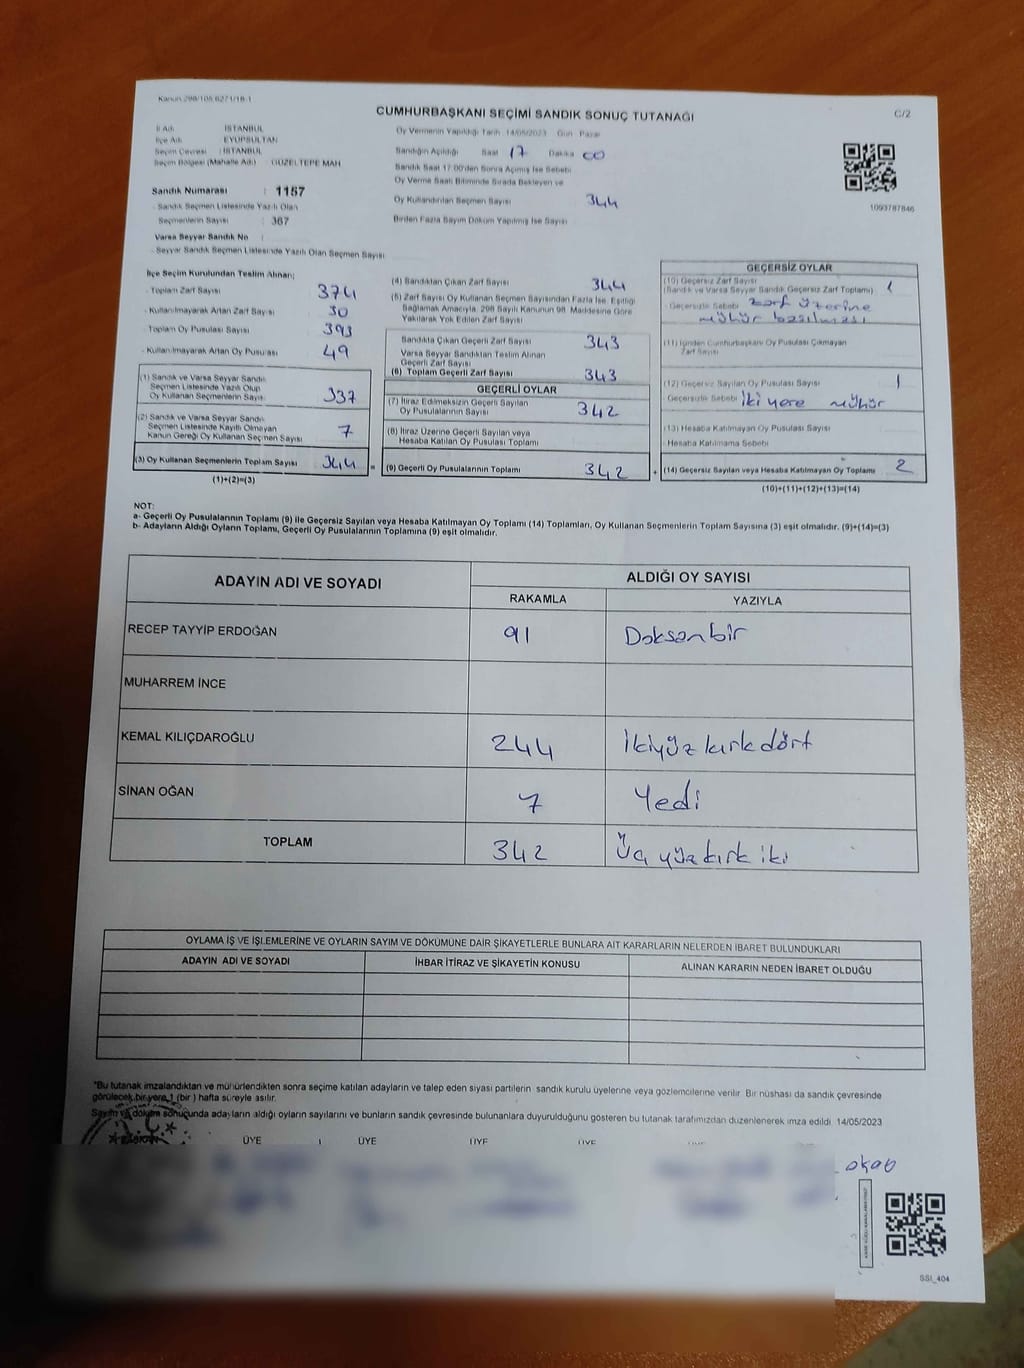 Kanun 298/105 6271/18-1
CUMHURBAŞKANI SEÇİMİ SANDIK SONUÇ TUTANAĞI
C/2
İl Adı : İSTANBUL
İlçe Adı : EYÜPSULTAN
Seçim Çevresi : İSTANBUL
Seçim Bölgesi (Mahalle Adı) : GÜZELTEPE MAH
Sandık Numarası : 1157
Sandık Seçmen Listesinde Yazılı Olan
Seçmenlerin Sayısı : 367
Varsa Seyyar Sandık No :
Seyyar Sandık Seçmen Listesinde Yazılı Olan Seçmen Sayısı
Oy Vermenin Yapıldığı Tarih : 14/05/2023 Gün : Pazar
Sandığın Açıldığı Saat 17 Dakika 00
Sandık Saat 17:00'den Sonra Açılmış İse Sebebi
Oy Verme Saati Bitiminde Sırada Bekleyen ve
Oy Kullandırılan Seçmen Sayısı 344
Birden Fazla Sayım Döküm Yapılmış İse Sayısı
1093787846
İlçe Seçim Kurulundan Teslim Alınan;
Toplam Zarf Sayısı 374
Kullanılmayarak Artan Zarf Sayısı 30
Toplam Oy Pusulası Sayısı 393
Kullanılmayarak Artan Oy Pusulası 49
(1) Sandık ve Varsa Seyyar Sandık
Seçmen Listesinde Yazılı Olup
Oy Kullanan Seçmenlerin Sayısı 337
(2) Sandık ve Varsa Seyyar Sandık
Seçmen Listesinde Kayıtlı Olmayan
Kanun Gereği Oy Kullanan Seçmen Sayısı 7
(3) Oy Kullanan Seçmenlerin Toplam Sayısı 344 =
(1)+(2)=(3)
(4) Sandıktan Çıkan Zarf Sayısı 344
(5) Zarf Sayısı Oy Kullanan Seçmen Sayısından Fazla İse, Eşitliği
Sağlamak Amacıyla, 298 Sayılı Kanunun 98. Maddesine Göre
Yakılarak Yok Edilen Zarf Sayısı
Sandıkta Çıkan Geçerli Zarf Sayısı 343
Varsa Seyyar Sandıktan Teslim Alınan
Geçerli Zarf Sayısı
(6) Toplam Geçerli Zarf Sayısı 343
GEÇERLİ OYLAR
(7) İtiraz Edilmeksizin Geçerli Sayılan
Oy Pusulalarının Sayısı 342
(8) İtiraz Üzerine Geçerli Sayılan veya
Hesaba Katılan Oy Pusulası Toplamı
(9) Geçerli Oy Pusulalarının Toplamı 342 +
GEÇERSİZ OYLAR
(10) Geçersiz Zarf Sayısı
(Sandık ve Varsa Seyyar Sandık Geçersiz Zarf Toplamı) 1
Geçersizlik Sebebi zarf üzerine
mühür basılması
(11) İçinden Cumhurbaşkanı Oy Pusulası Çıkmayan
Zarf Sayısı
(12) Geçersiz Sayılan Oy Pusulası Sayısı 1
Geçersizlik Sebebi iki yere mühür
(13) Hesaba Katılmayan Oy Pusulası Sayısı
Hesaba Katılmama Sebebi
(14) Geçersiz Sayılan veya Hesaba Katılmayan Oy Toplamı 2
(10)+(11)+(12)+(13)=(14)
NOT:
a- Geçerli Oy Pusulalarının Toplamı (9) ile Geçersiz Sayılan veya Hesaba Katılmayan Oy Toplamı (14) Toplamları, Oy Kullanan Seçmenlerin Toplam Sayısına (3) eşit olmalıdır. (9)+(14)=(3)
b- Adayların Aldığı Oyların Toplamı, Geçerli Oy Pusulalarının Toplamına (9) eşit olmalıdır.
ADAYIN ADI VE SOYADI ALDIĞI OY SAYISI
RAKAMLA YAZIYLA
RECEP TAYYİP ERDOĞAN 91 Doksanbir
MUHARREM İNCE
KEMAL KILIÇDAROĞLU 244 İkiyüz kırk dört
SİNAN OĞAN 7 Yedi
TOPLAM 342 Üç yüz kırk iki
OYLAMA İŞ VE İŞLEMLERİNE VE OYLARIN SAYIM VE DÖKÜMÜNE DAİR ŞİKAYETLERLE BUNLARA AİT KARARLARIN NELERDEN İBARET BULUNDUKLARI
ADAYIN ADI VE SOYADI İHBAR İTİRAZ VE ŞİKAYETİN KONUSU ALINAN KARARIN NEDEN İBARET OLDUĞU
*Bu tutanak imzalandıktan ve mühürlendikten sonra seçime katılan adayların ve talep eden siyasi partilerin sandık kurulu üyelerine veya gözlemcilerine verilir. Bir nüshası da sandık çevresinde
görülecek bir yere 1 (bir ) hafta süreyle asılır.
Sayım ve döküm sonucunda adayların aldığı oyların sayılarını ve bunların sandık çevresinde bulunanlara duyurulduğunu gösteren bu tutanak tarafımızdan düzenlenerek imza edildi. 14/05/2023
BAŞKAN ÜYE ÜYE ÜYE ÜYE
SSI_404